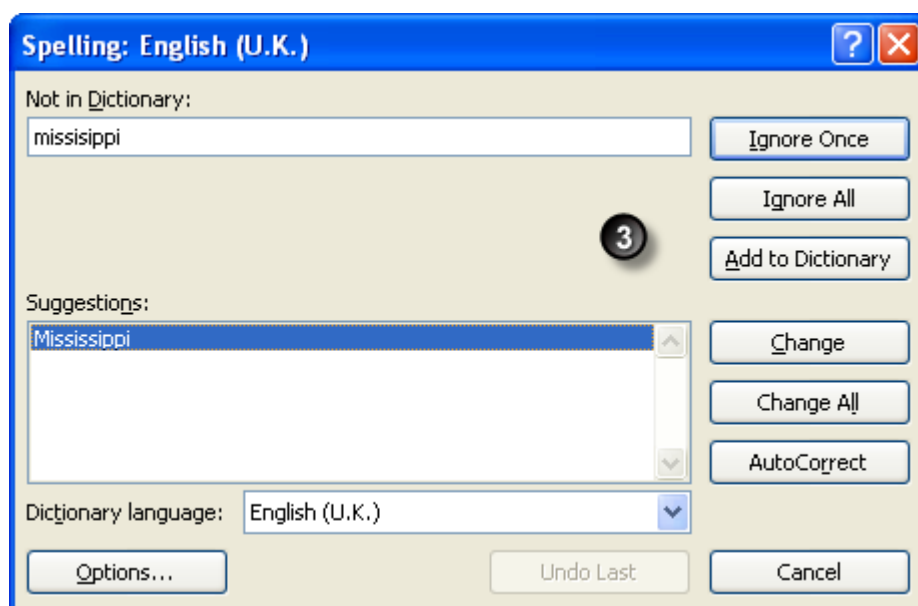 Spelling: English (U.K.)
?
Not in Dictionary:
missisippi
Ignore Once
Ignore All
3
Add to Dictionary
Suggestions:
Mississippi
Change
Change All
AutoCorrect
Dictionary language: English (U.K.)
Options... Undo Last Cancel